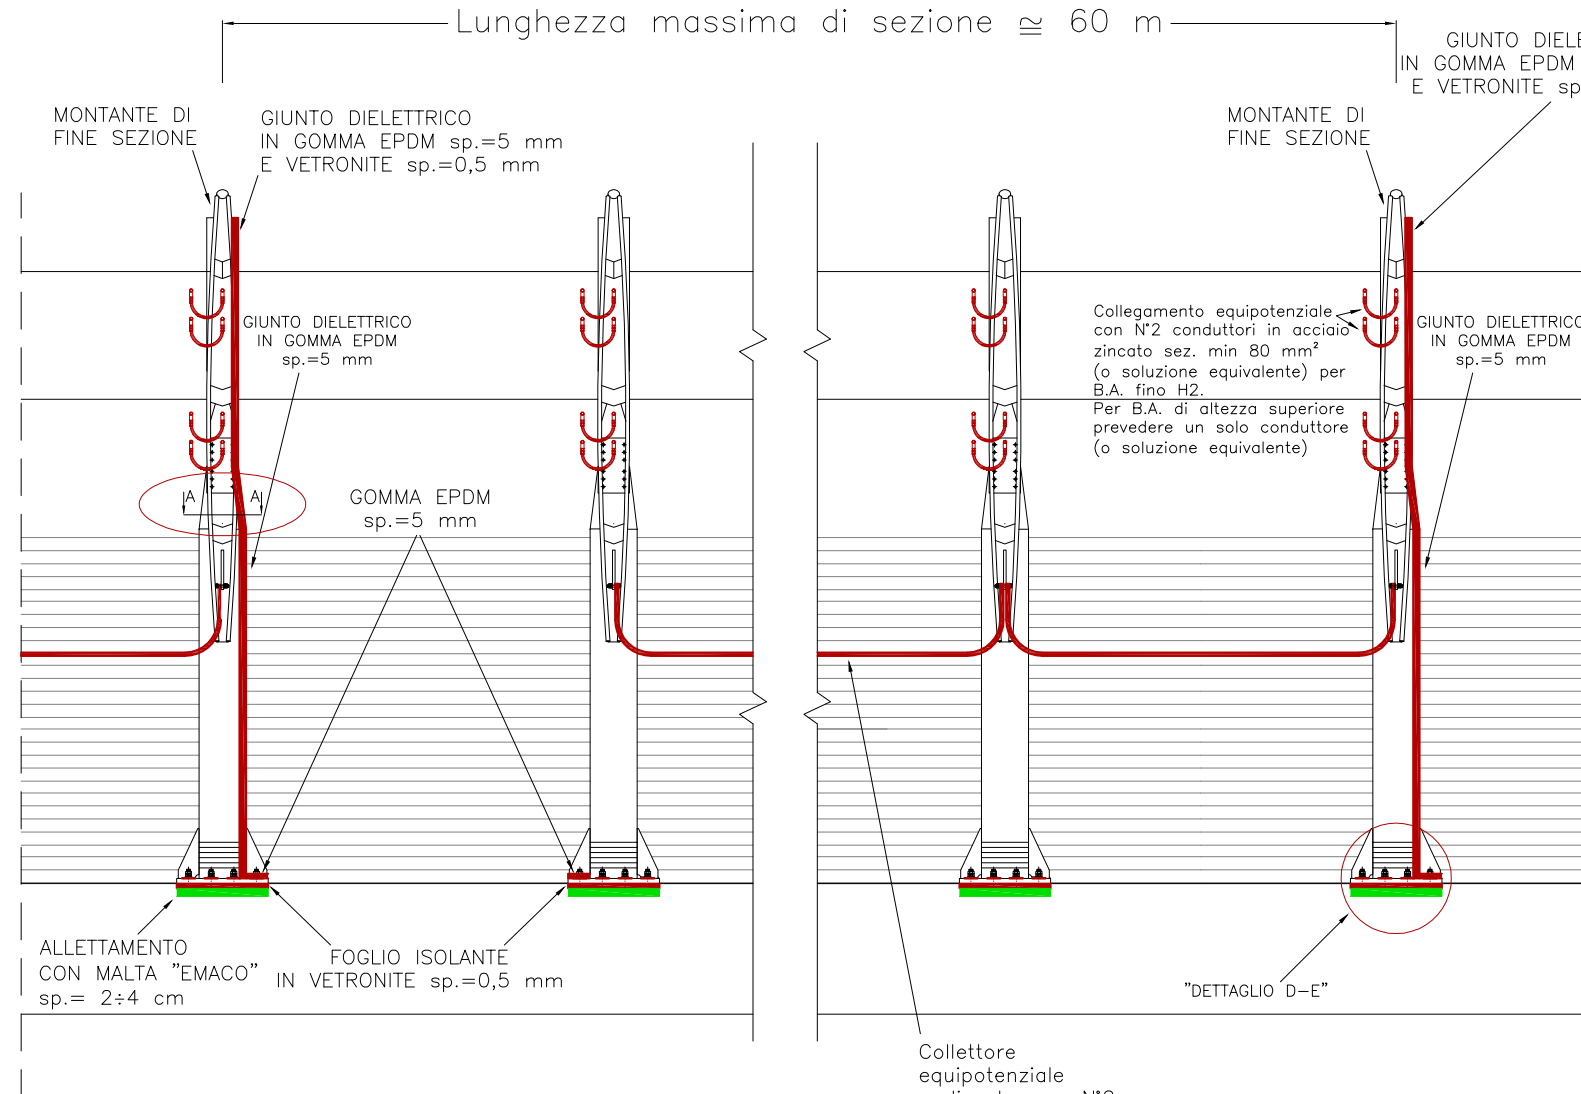 Lunghezza massima di sezione ≅ 60 m
MONTANTE DI
FINE SEZIONE
GIUNTO DIELETTRICO
IN GOMMA EPDM sp.=5 mm
E VETRONITE sp.=0,5 mm
MONTANTE DI
FINE SEZIONE
GIUNTO
IN GOMMA EPDM
E VETRONITE
GIUNTO DIELETTRICO
IN GOMMA EPDM
sp.=5 mm
Collegamento equipotenziale
con N°2 conduttori in acciaio
zincato sez. min 80 mm²
(o soluzione equivalente) per
B.A. fino H2.
Per B.A. di altezza superiore
prevedere un solo conduttore
(o soluzione equivalente)
GIUNTO DIELETTRICO
IN GOMMA EPDM
sp.=5 mm
A A
GOMMA EPDM
sp.=5 mm
ALLETTAMENTO
CON MALTA "EMACO"
sp.= 2÷4 cm
FOGLIO ISOLANTE
IN VETRONITE sp.=0,5 mm
"DETTAGLIO D-E"
Collettore
equipotenziale